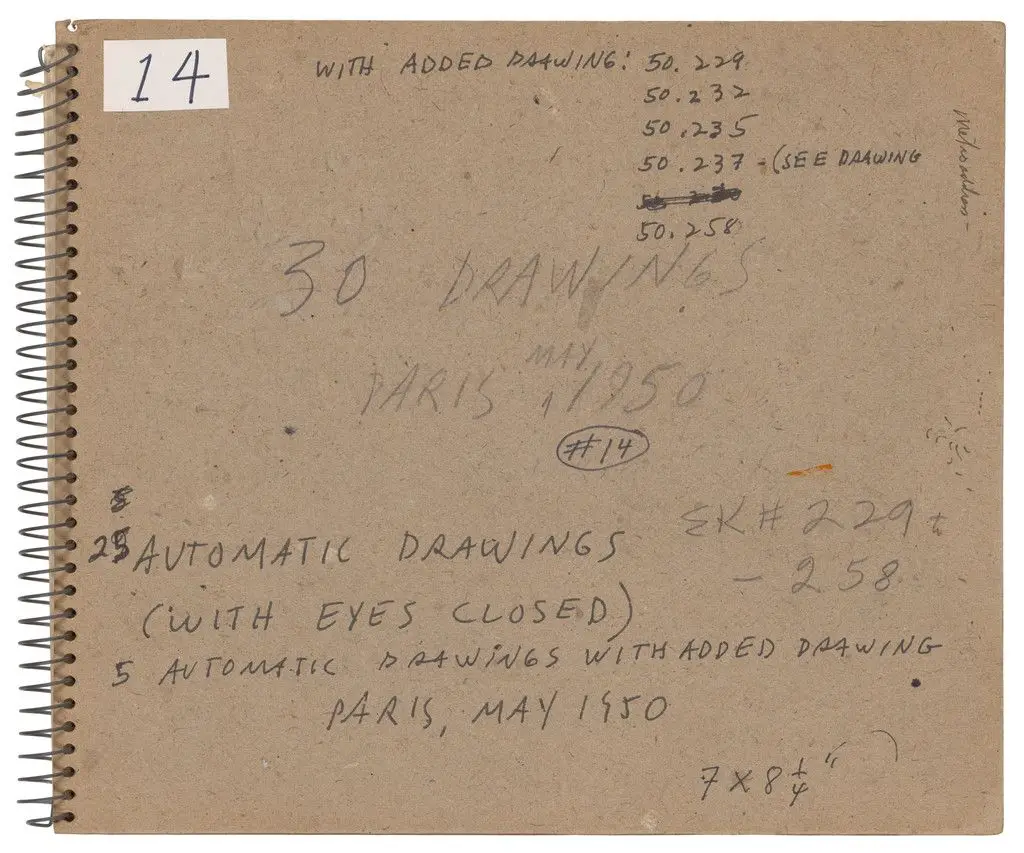 14
WITH ADDED DRAWING: 50.229
50.232
50.235
50.237 - (SEE DRAWING
50.258
30 DRAWINGS
MAY
PARIS, 1950
#14
EK # 229
- 258
25 AUTOMATIC DRAWINGS
(WITH EYES CLOSED)
5 AUTOMATIC DRAWINGS WITH ADDED DRAWING
PARIS, MAY 1950
7 X 8 1/4"